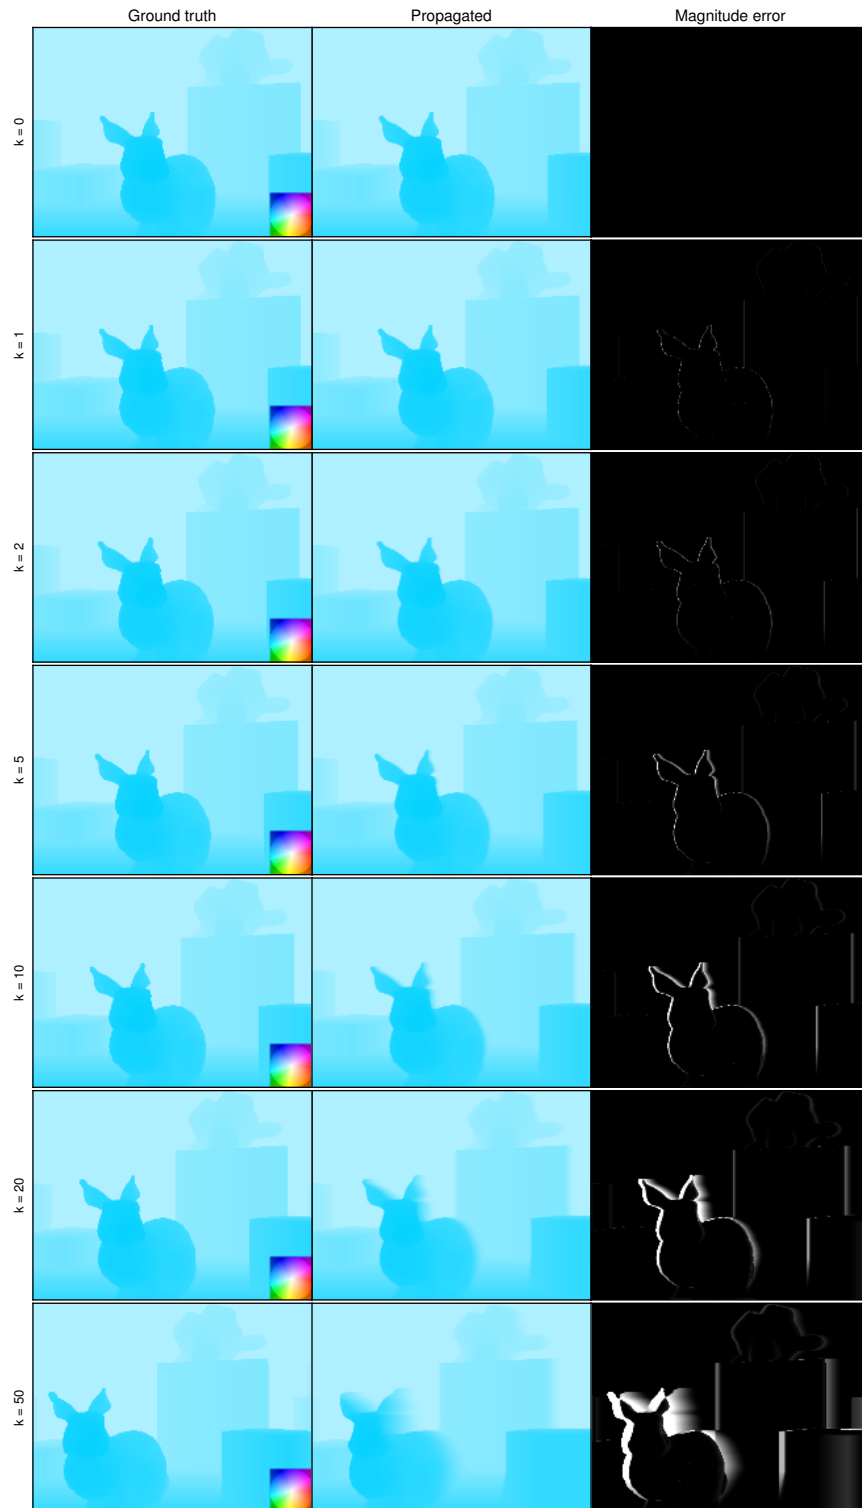 Ground truth Propagated Magnitude error
k = 0
k = 1
k = 2
k = 5
k = 10
k = 20
k = 50